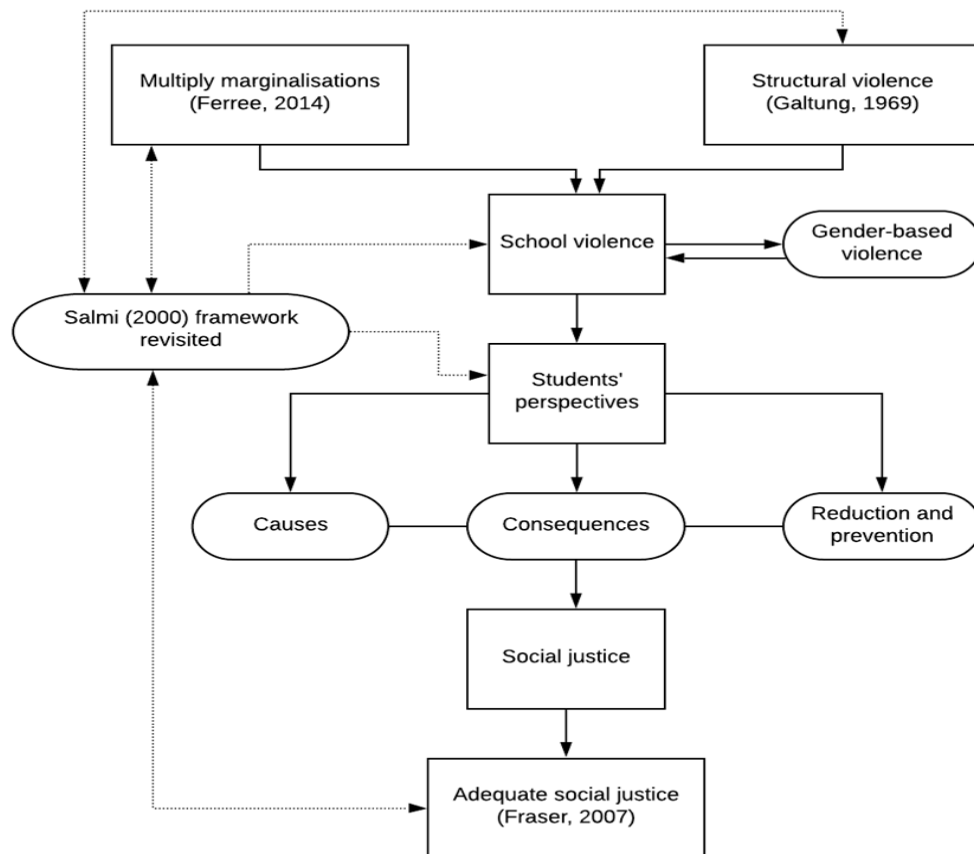 Multiply marginalisations
(Ferree, 2014)
Structural violence
(Galtung, 1969)
School violence
Gender-based
violence
Salmi (2000) framework
revisited
Students'
perspectives
Causes
Consequences
Reduction and
prevention
Social justice
Adequate social justice
(Fraser, 2007)